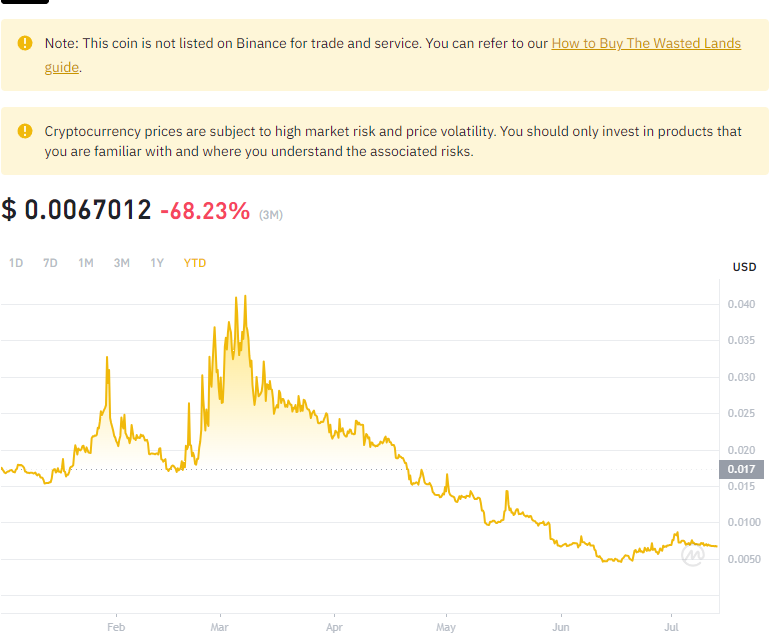 Note: This coin is not listed on Binance for trade and service. You can refer to our How to Buy The Wasted Lands
guide.
Cryptocurrency prices are subject to high market risk and price volatility. You should only invest in products that
you are familiar with and where you understand the associated risks.
$ 0.0067012 -68.23% (3M)
1D 7D 1M 3M 1Y YTD
USD
0.040
0.035
0.030
0.025
0.020
0.017
0.015
0.0100
0.0050
Feb Mar Apr May Jun Jul